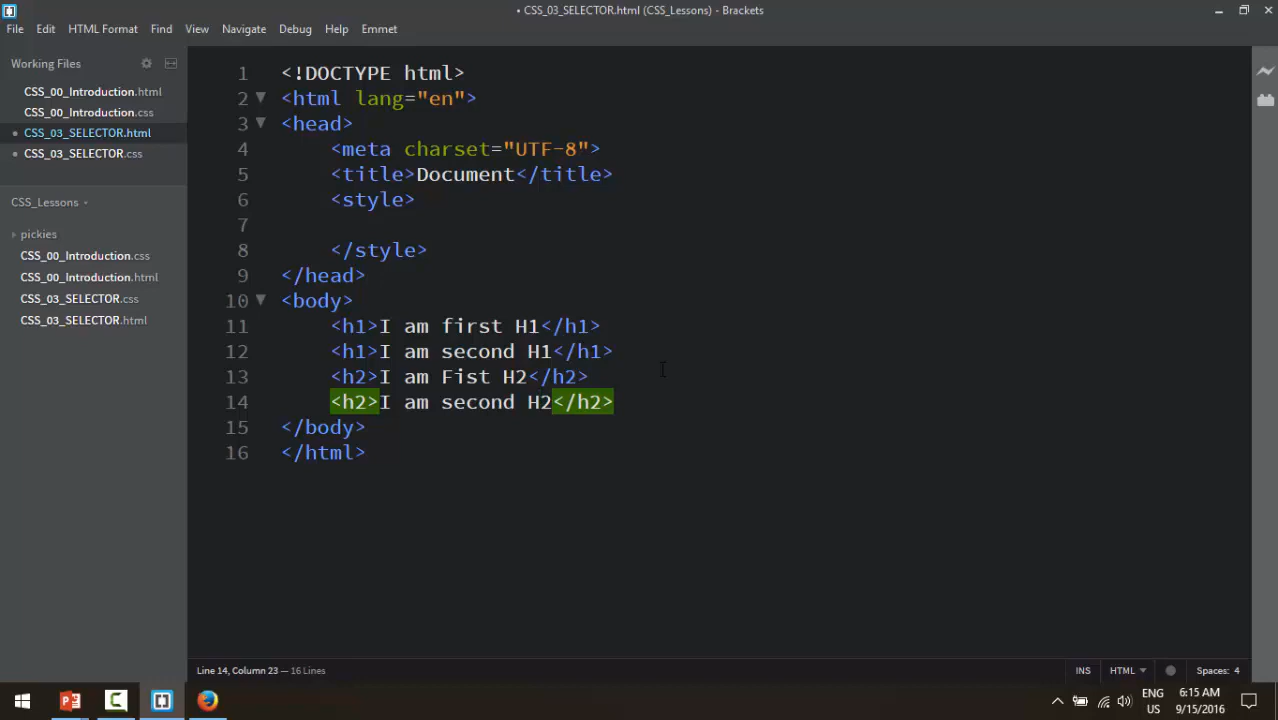 • CSS_03_SELECTOR.html (CSS_Lessons) - Brackets
File Edit HTML Format Find View Navigate Debug Help Emmet
Working Files
CSS_00_Introduction.html
CSS_00_Introduction.css
• CSS_03_SELECTOR.html
• CSS_03_SELECTOR.css
CSS_Lessons
pickies
CSS_00_Introduction.css
CSS_00_Introduction.html
CSS_03_SELECTOR.css
CSS_03_SELECTOR.html
1 <!DOCTYPE html>
2 <html lang="en">
3 <head>
4 <meta charset="UTF-8">
5 <title>Document</title>
6 <style>
7
8 </style>
9 </head>
10 <body>
11 <h1>I am first H1</h1>
12 <h1>I am second H1</h1>
13 <h2>I am Fist H2</h2>
14 <h2>I am second H2</h2>
15 </body>
16 </html>
Line 14, Column 23 — 16 Lines
INS HTML Spaces: 4
ENG 6:15 AM
US 9/15/2016